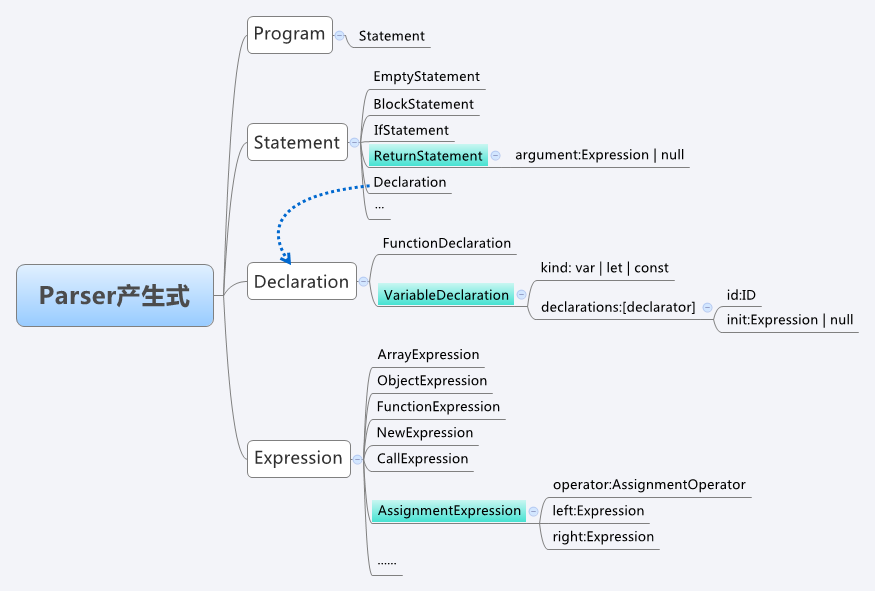 Parser产生式
Program
Statement
Statement
EmptyStatement
BlockStatement
IfStatement
ReturnStatement
argument:Expression | null
Declaration
...
Declaration
FunctionDeclaration
VariableDeclaration
kind: var | let | const
declarations:[declarator]
id:ID
init:Expression | null
Expression
ArrayExpression
ObjectExpression
FunctionExpression
NewExpression
CallExpression
AssignmentExpression
operator:AssignmentOperator
left:Expression
right:Expression
......